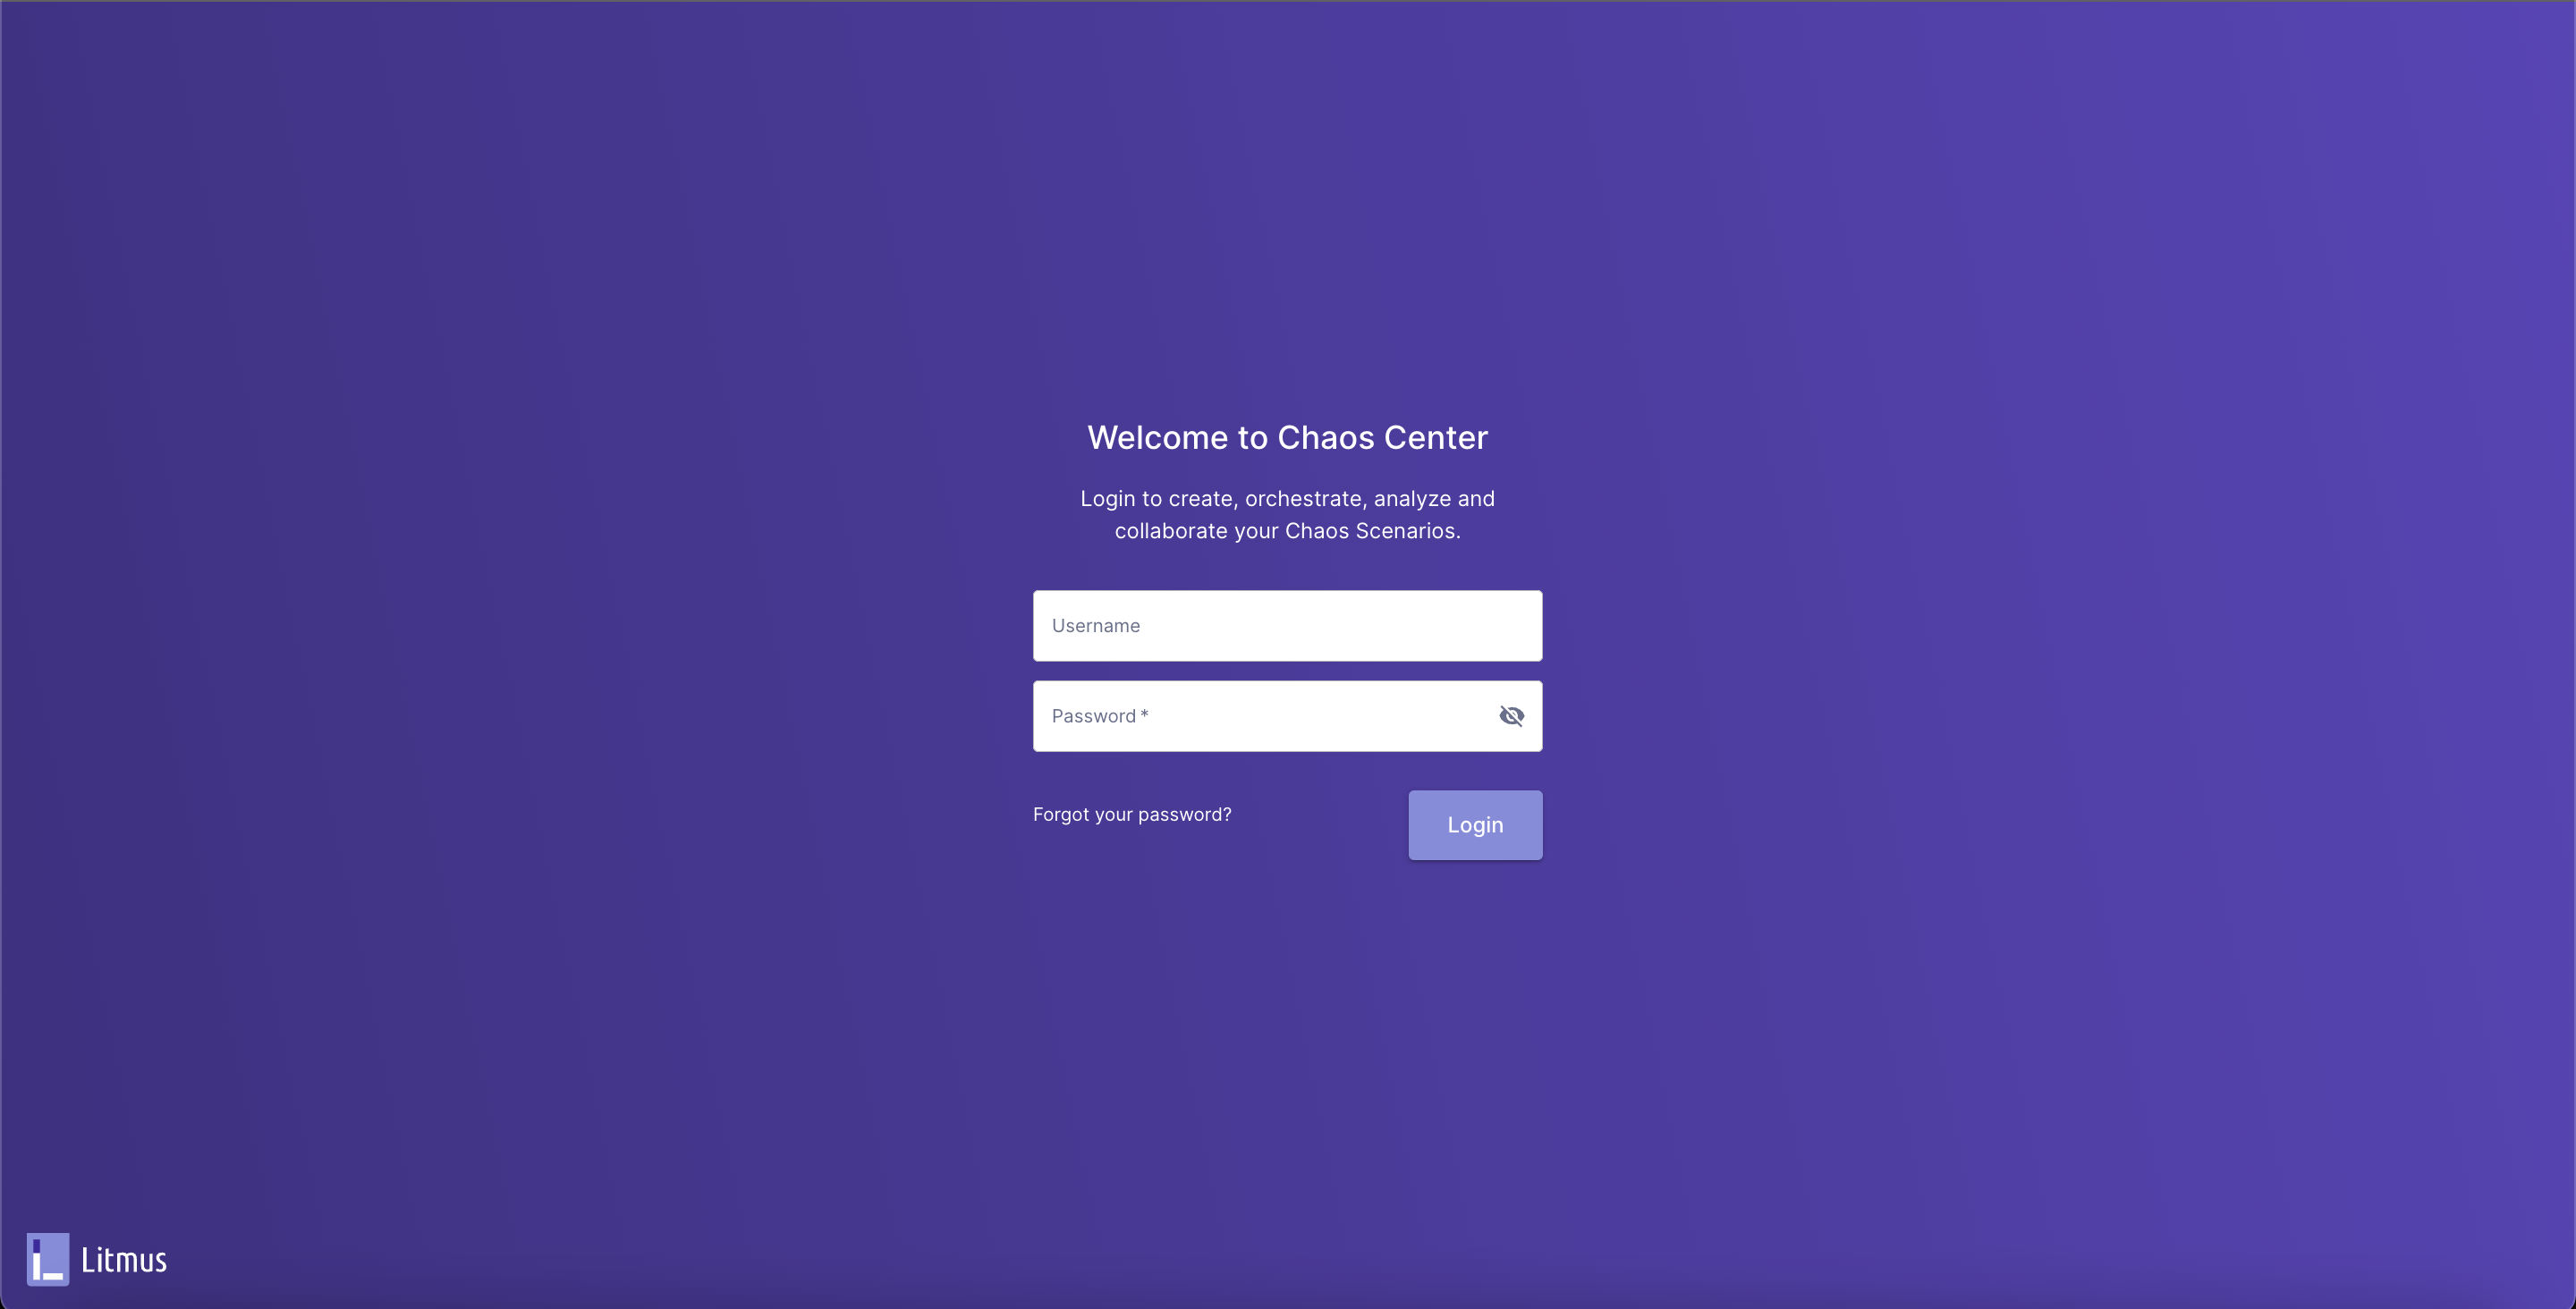 Welcome to Chaos Center
Login to create, orchestrate, analyze and
collaborate your Chaos Scenarios.
Username
Password *
Forgot your password?
Login
Litmus